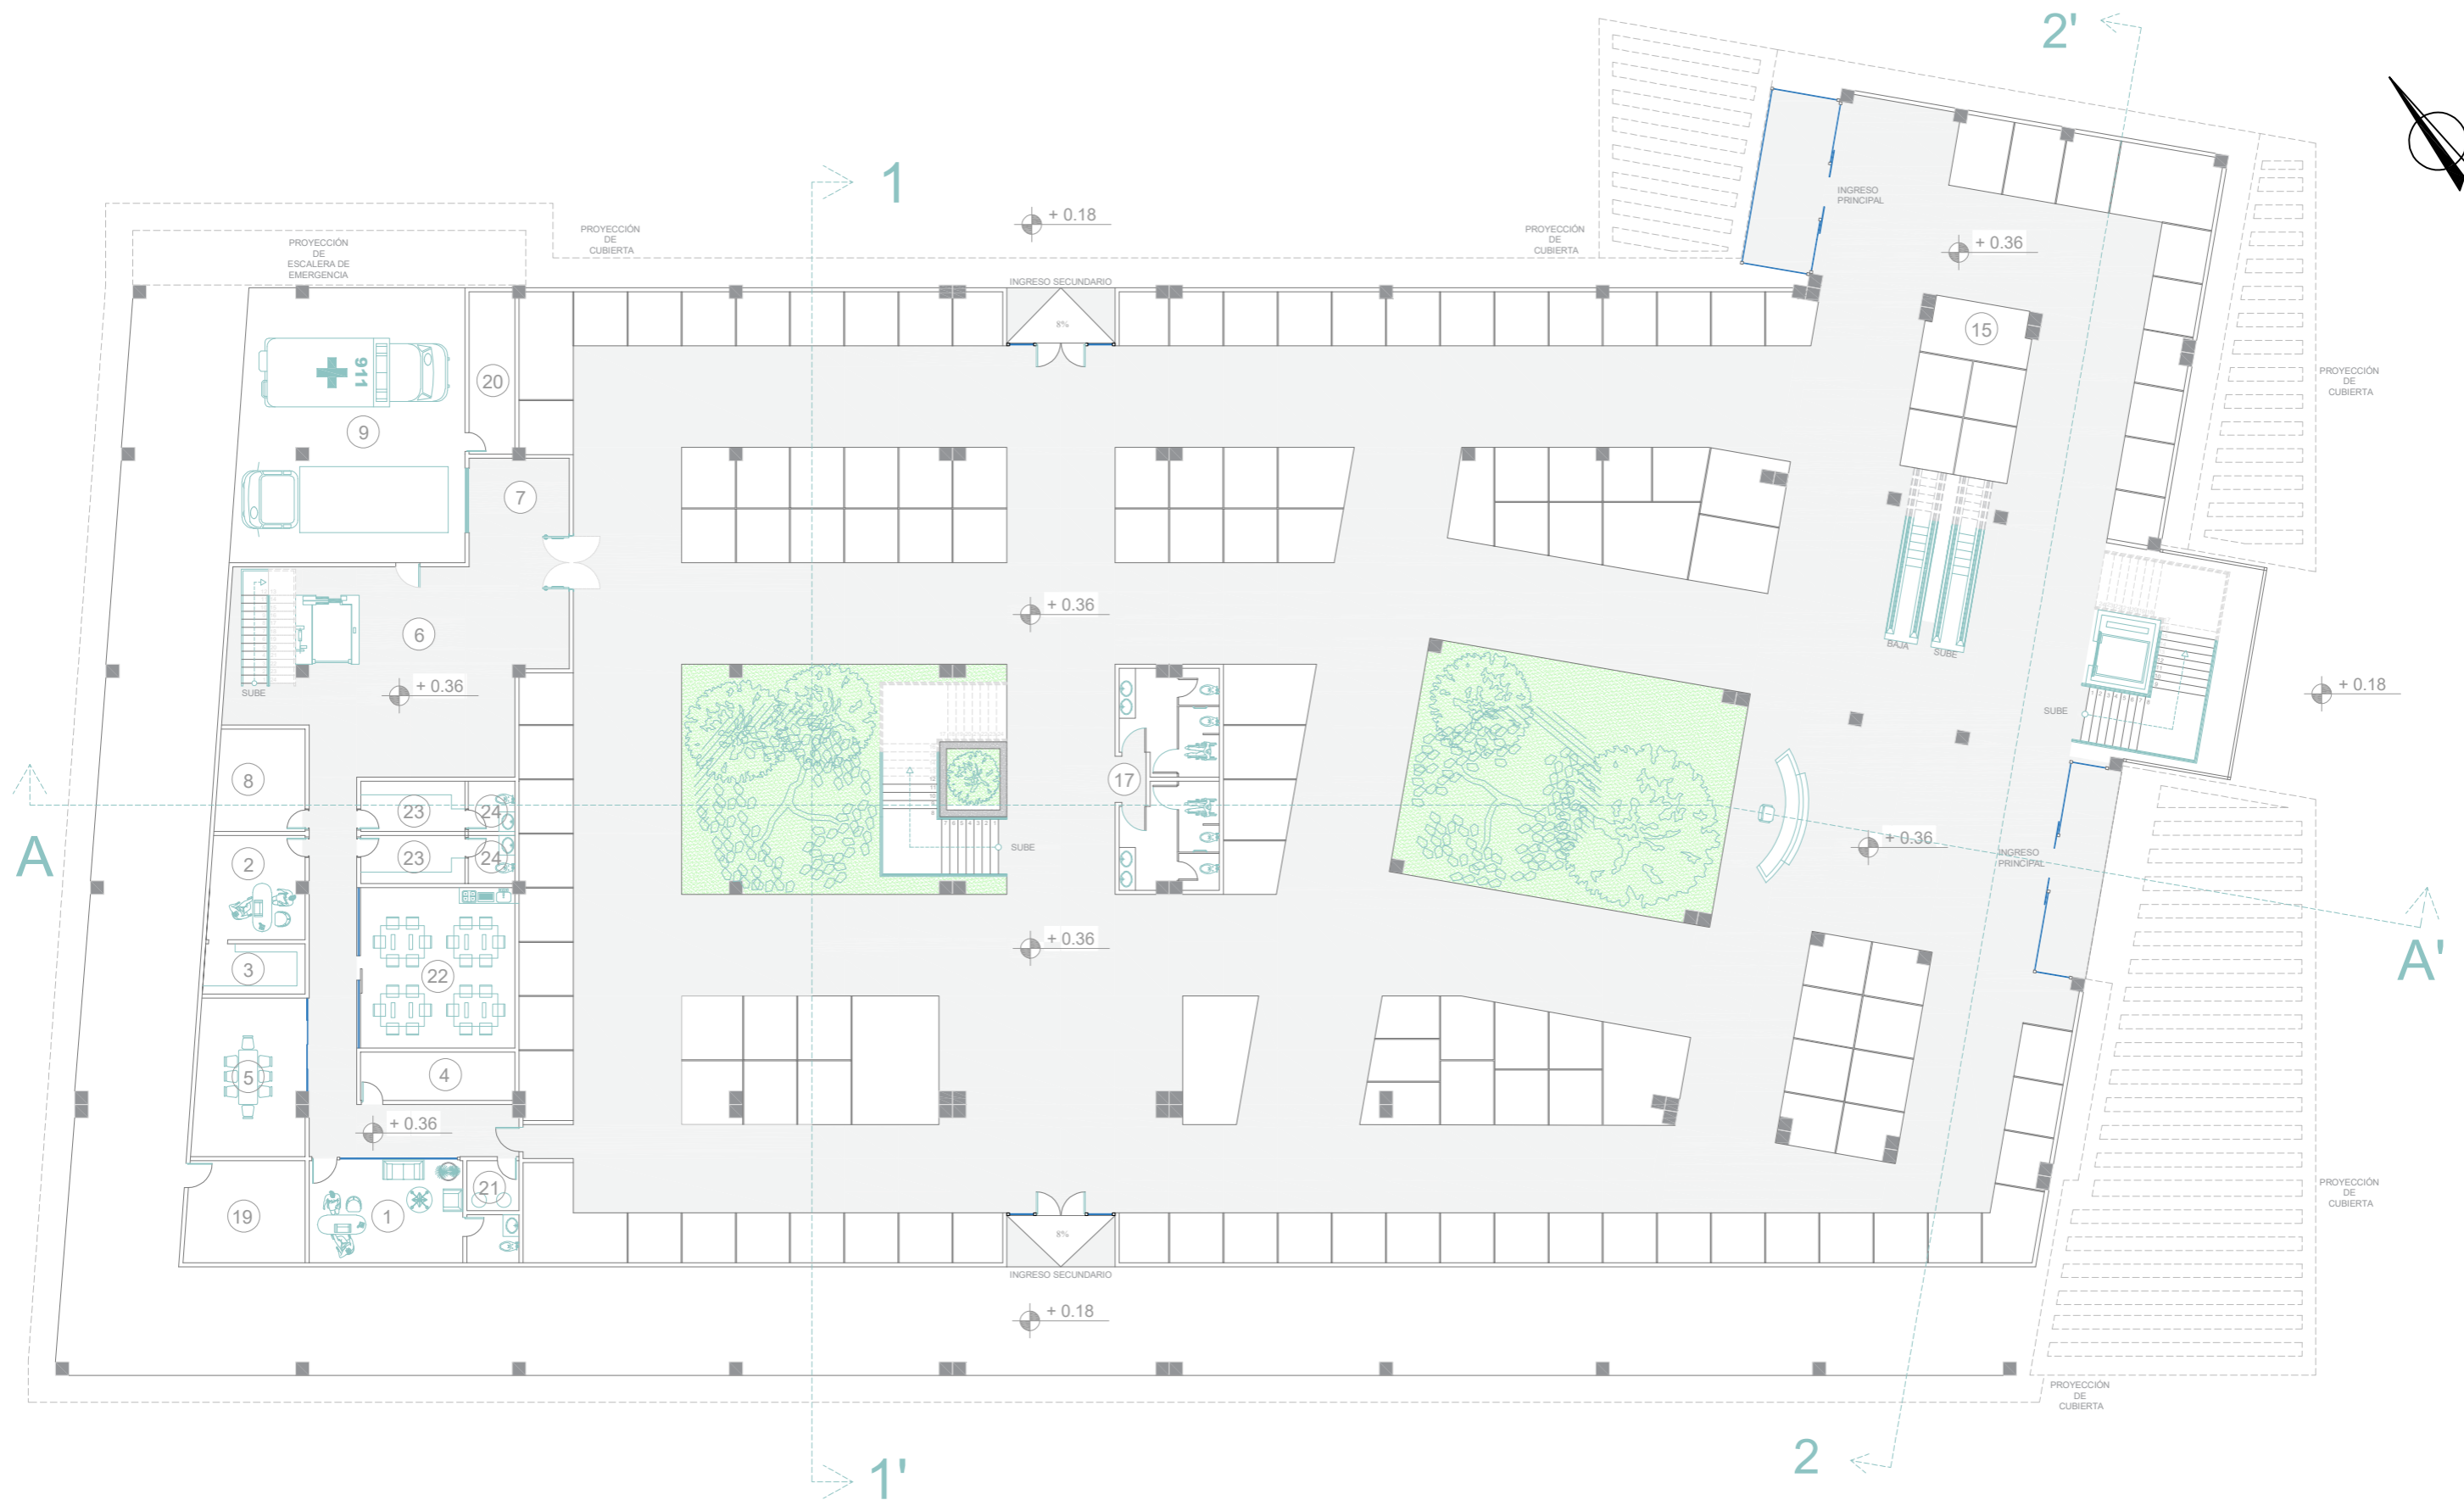 2'
1
+ 0.18
PROYECCIÓN
DE
CUBIERTA
PROYECCIÓN
DE
CUBIERTA
PROYECCIÓN
DE
ESCALERA DE
EMERGENCIA
INGRESO
PRINCIPAL
+ 0.36
INGRESO SECUNDARIO
8%
15
911
20
9
PROYECCIÓN
DE
CUBIERTA
7
6
+ 0.36
SUBE
+ 0.36
BAJA
SUBE
+ 0.18
SUBE
8
17
23
24
A
2
23
24
SUBE
+ 0.36
INGRESO
PRINCIPAL
3
22
+ 0.36
A'
5
4
+ 0.36
19
1
21
PROYECCIÓN
DE
CUBIERTA
8%
INGRESO SECUNDARIO
+ 0.18
PROYECCIÓN
DE
CUBIERTA
1'
2